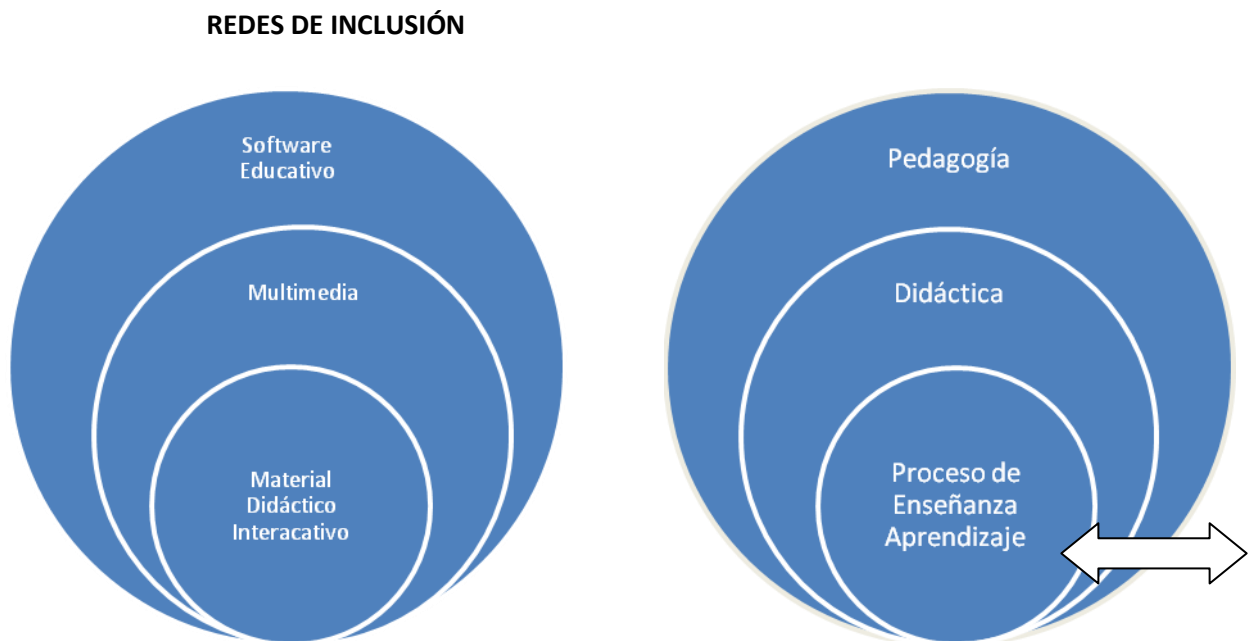 REDES DE INCLUSIÓN
Software
Educativo
Multimedia
Material
Didáctico
Interacativo
Pedagogía
Didáctica
Proceso de
Enseñanza
Aprendizaje